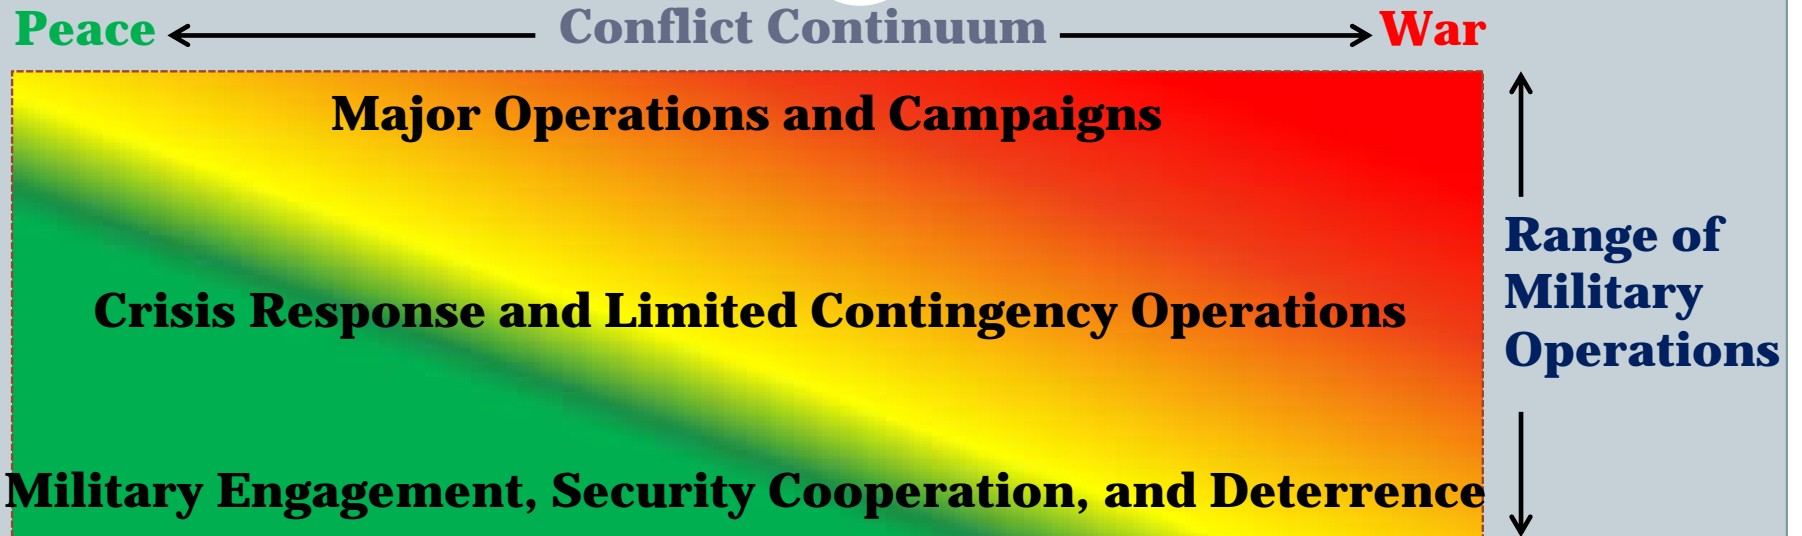 Peace Conflict Continuum War
Major Operations and Campaigns
Range of
Military
Operations
Crisis Response and Limited Contingency Operations
Military Engagement, Security Cooperation, and Deterrence